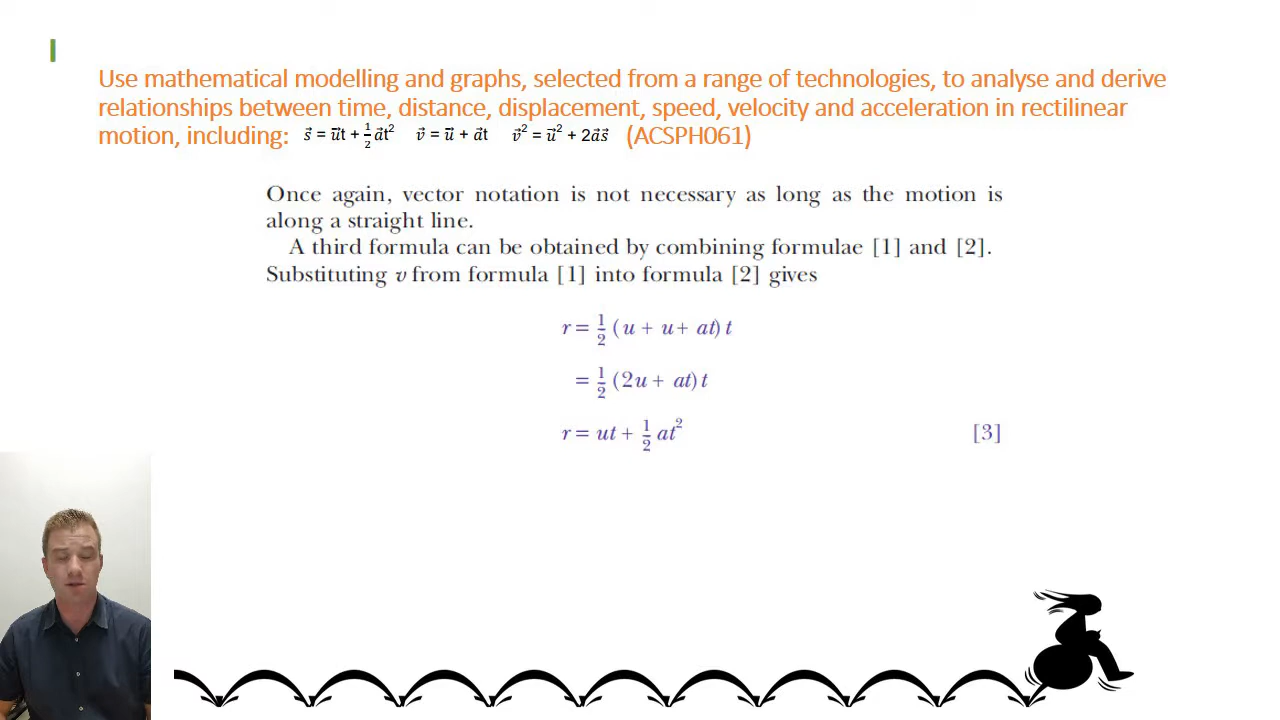 Use mathematical modelling and graphs, selected from a range of technologies, to analyse and derive
relationships between time, distance, displacement, speed, velocity and acceleration in rectilinear
motion, including: s⃗ = u⃗t + ½a⃗t² v⃗ = u⃗ + a⃗t v⃗² = u⃗² + 2a⃗s⃗ (ACSPH061)
Once again, vector notation is not necessary as long as the motion is
along a straight line.
A third formula can be obtained by combining formulae [1] and [2].
Substituting v from formula [1] into formula [2] gives
r = ½ (u + u + at) t
= ½ (2u + at) t
r = ut + ½ at² [3]